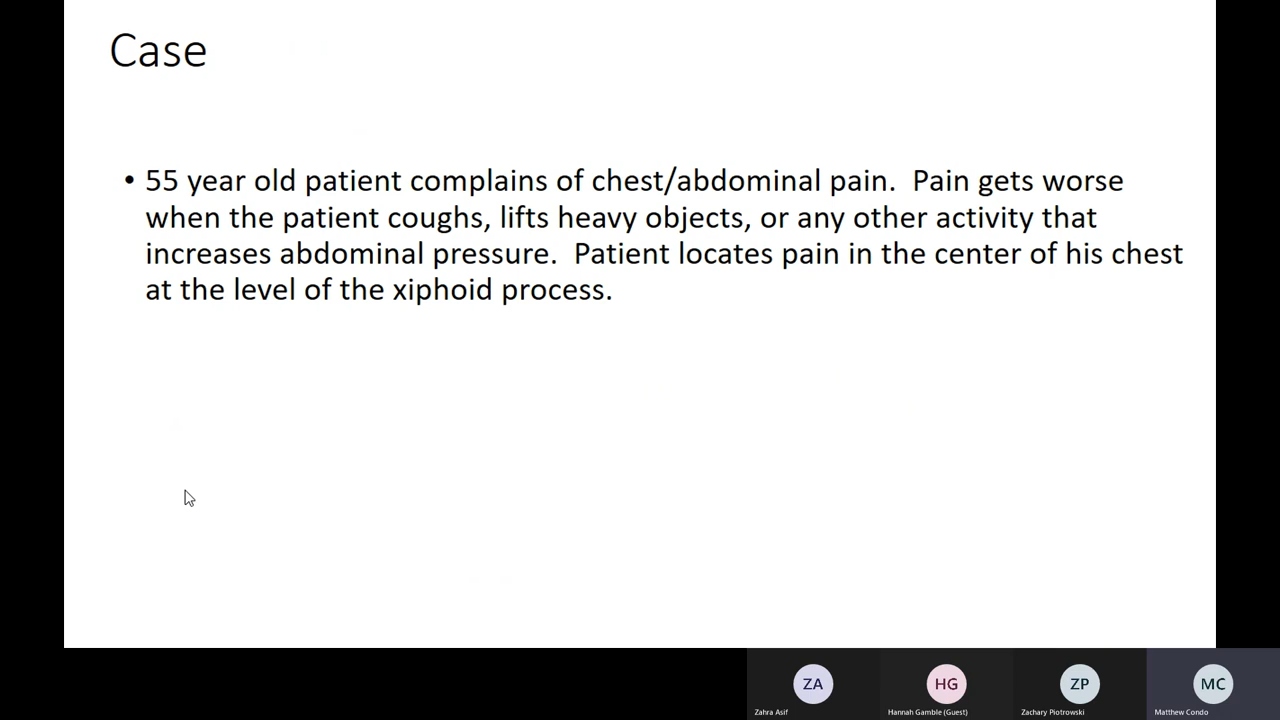 Case
• 55 year old patient complains of chest/abdominal pain.  Pain gets worse
when the patient coughs, lifts heavy objects, or any other activity that
increases abdominal pressure.  Patient locates pain in the center of his chest
at the level of the xiphoid process.
ZA HG ZP MC
Zahra Asif Hannah Gamble (Guest) Zachary Piotrowski Matthew Condo